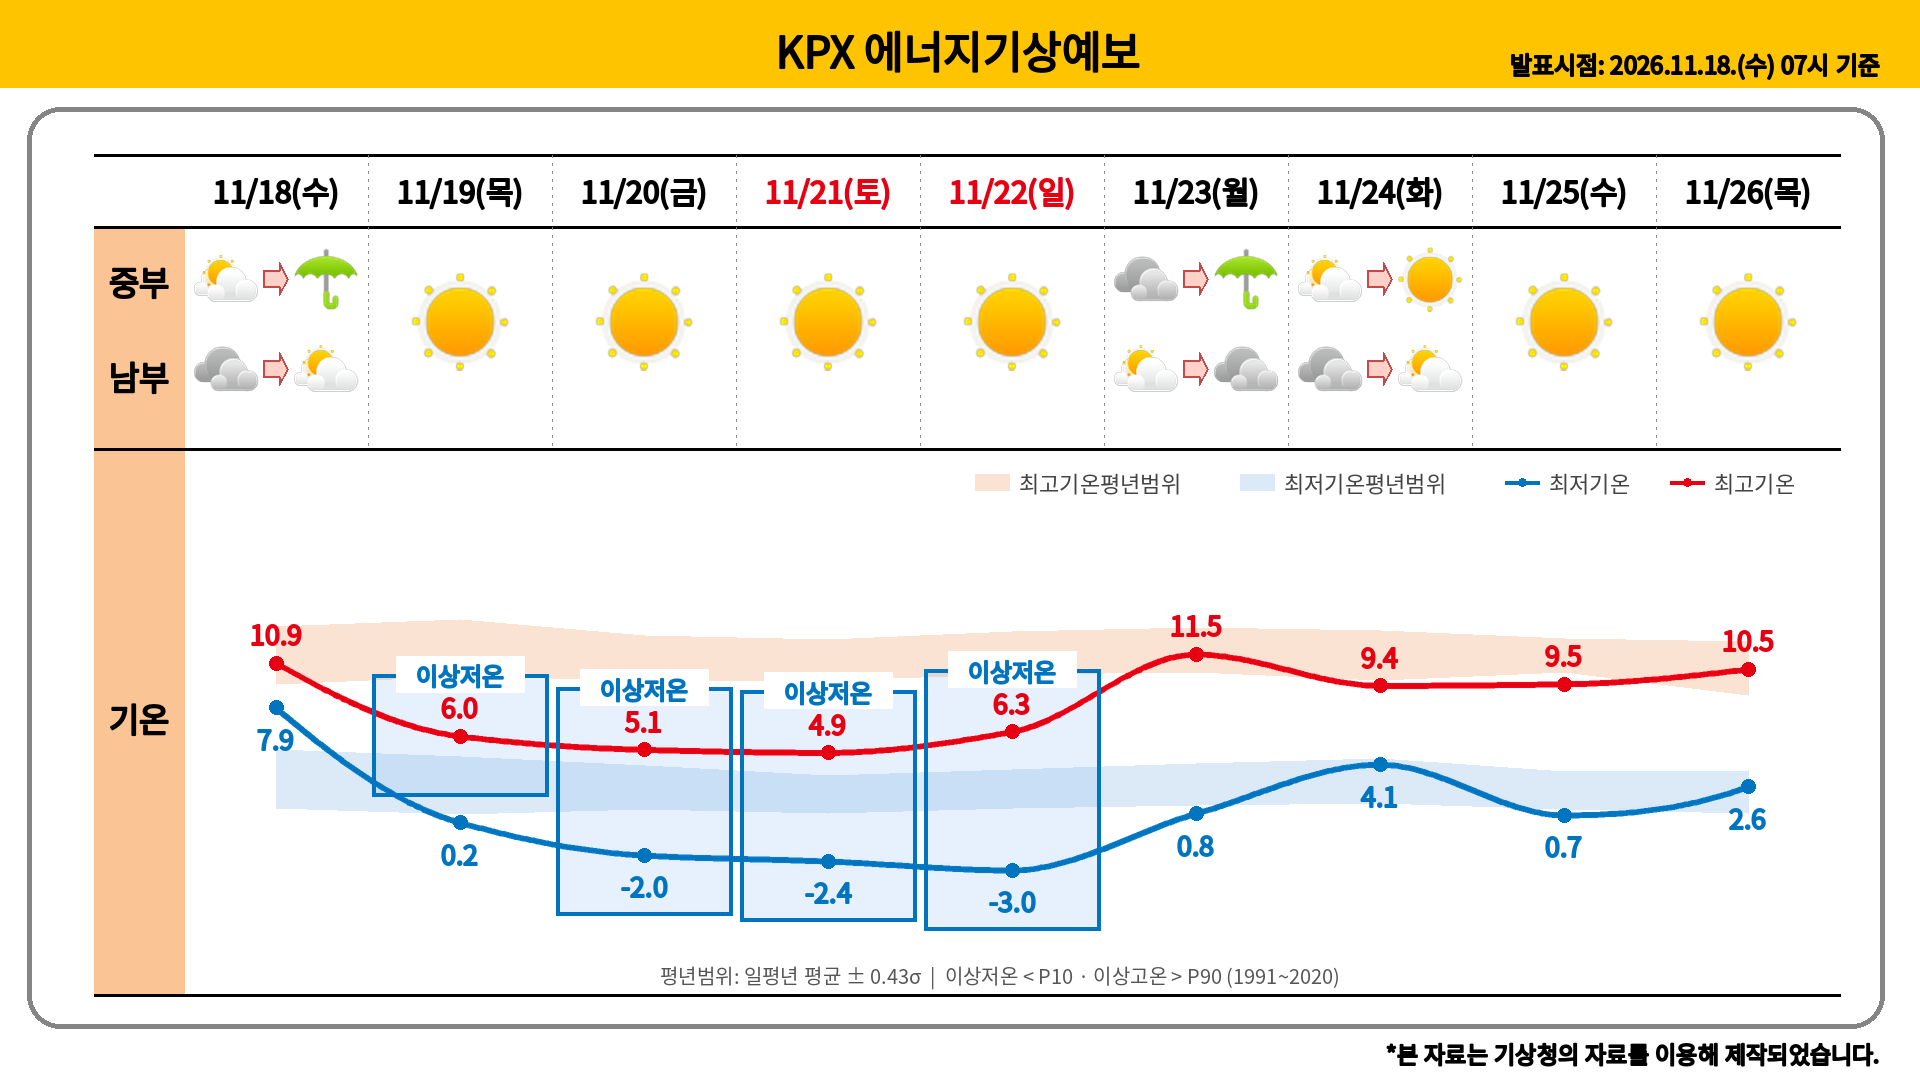 KPX 에너지기상예보
발표시점: 2026.11.18.(수) 07시 기준
11/18(수) 11/19(목) 11/20(금) 11/21(토) 11/22(일) 11/23(월) 11/24(화) 11/25(수) 11/26(목)
중부
남부
최고기온평년범위 최저기온평년범위 최저기온 최고기온
기온
10.9 6.0 5.1 4.9 6.3 11.5 9.4 9.5 10.5
이상저온 이상저온 이상저온 이상저온
7.9 0.2 -2.0 -2.4 -3.0 0.8 4.1 0.7 2.6
평년범위: 일평년 평균 ± 0.43σ | 이상저온 < P10 · 이상고온 > P90 (1991~2020)
*본 자료는 기상청의 자료를 이용해 제작되었습니다.